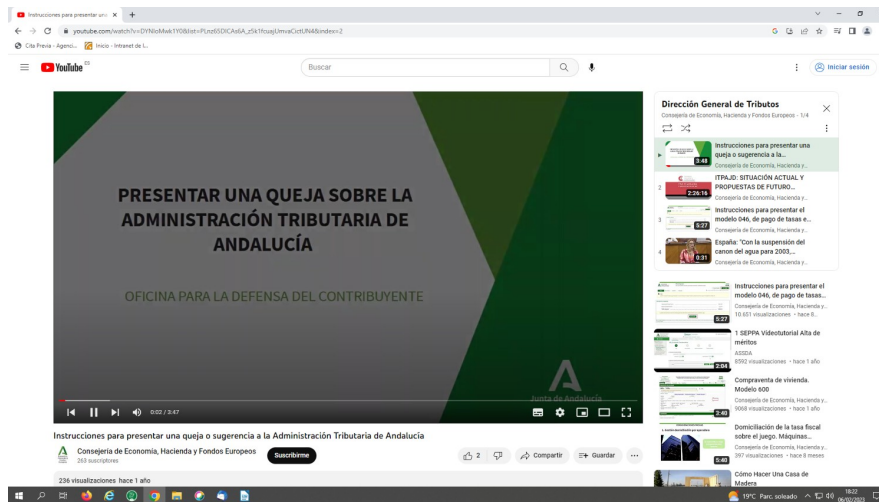 Instrucciones para presentar una
youtube.com/watch?v=DYNIoMwk1Y0&list=PLnz65DICAs6A_z5k1fcuajUmvaCictUN4&index=2
Cita Previa - Agenci...
Inicio - Intranet de L...
YouTube ES
Buscar
Iniciar sesión
PRESENTAR UNA QUEJA SOBRE LA
ADMINISTRACIÓN TRIBUTARIA DE
ANDALUCÍA
OFICINA PARA LA DEFENSA DEL CONTRIBUYENTE
Junta de Andalucía
0:02 / 3:47
Instrucciones para presentar una queja o sugerencia a la Administración Tributaria de Andalucía
Consejería de Economía, Hacienda y Fondos Europeos
263 suscriptores
Suscribirme
2
Compartir
Guardar
236 visualizaciones hace 1 año
Dirección General de Tributos
Consejería de Economía, Hacienda y Fondos Europeos - 1/4
3:48
Instrucciones para presentar una
queja o sugerencia a la...
Consejería de Economía, Hacienda y...
2
2:26:16
ITPAJD: SITUACIÓN ACTUAL Y
PROPUESTAS DE FUTURO...
Consejería de Economía, Hacienda y...
3
5:27
Instrucciones para presentar el
modelo 046, de pago de tasas e...
Consejería de Economía, Hacienda y...
4
0:31
España: "Con la suspensión del
canon del agua para 2003,...
Consejería de Economía, Hacienda y...
5:27
Instrucciones para presentar el
modelo 046, de pago de tasas...
Consejería de Economía, Hacienda y...
10.651 visualizaciones • hace 8...
2:04
1 SEPPA Videotutorial Alta de
méritos
ASSDA
8592 visualizaciones • hace 1 año
3:40
Compraventa de vivienda.
Modelo 600
Consejería de Economía, Hacienda y...
9068 visualizaciones • hace 1 año
5:40
Domiciliación de la tasa fiscal
sobre el juego. Máquinas...
Consejería de Economía, Hacienda y...
397 visualizaciones • hace 8 meses
Cómo Hacer Una Casa de
Madera
19°C Parc. soleado
18:22
06/02/2023